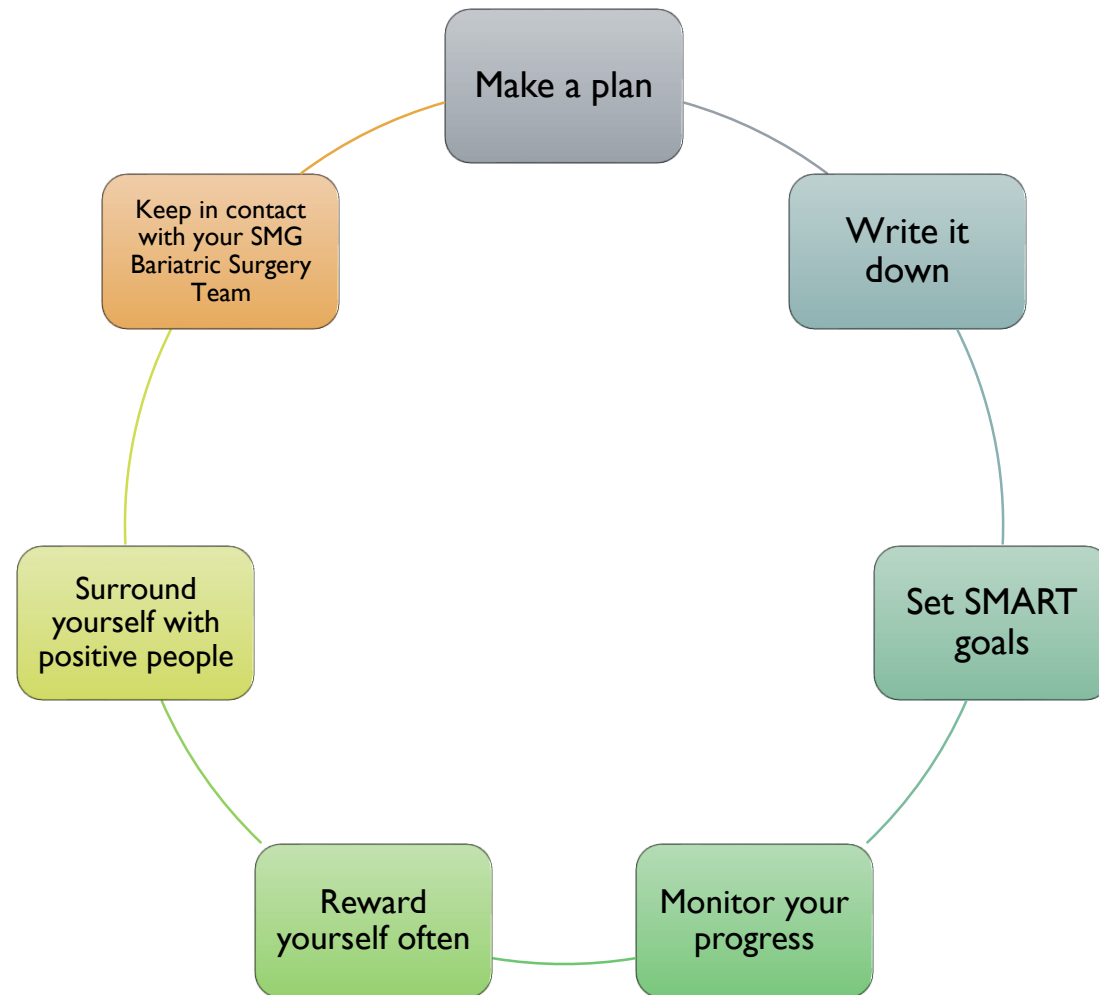 Make a plan
Write it
down
Set SMART
goals
Monitor your
progress
Reward
yourself often
Surround
yourself with
positive people
Keep in contact
with your SMG
Bariatric Surgery
Team